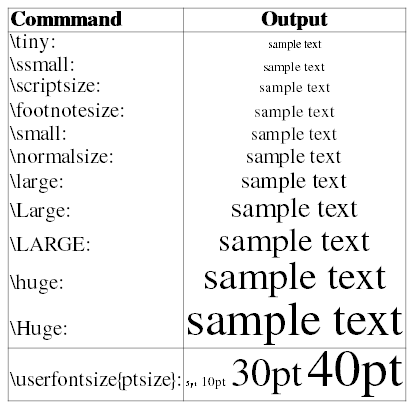 Commmand Output
\tiny: sample text
\ssmall: sample text
\scriptsize: sample text
\footnotesize: sample text
\small: sample text
\normalsize: sample text
\large: sample text
\Large: sample text
\LARGE: sample text
\huge: sample text
\Huge: sample text
\userfontsize{ptsize}: 5pt 10pt 30pt 40pt